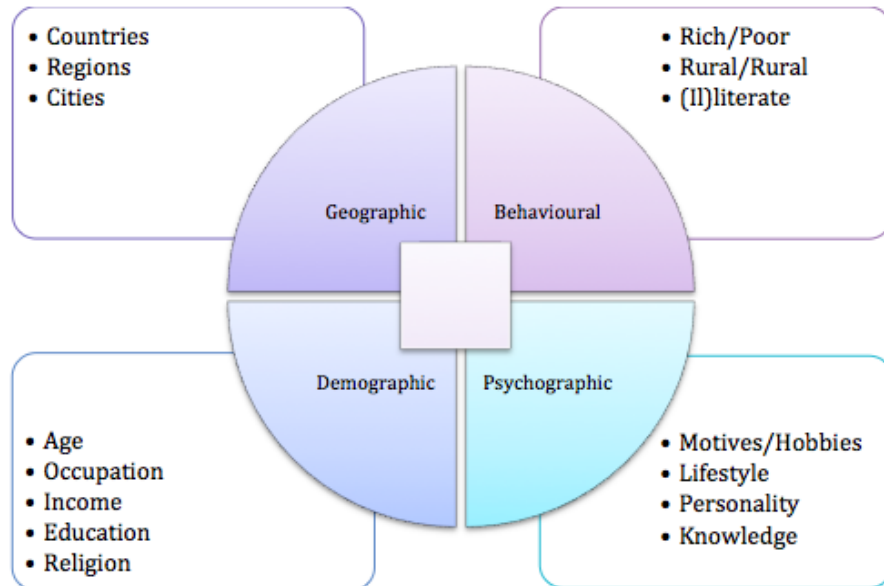 • Countries
• Regions
• Cities
• Rich/Poor
• Rural/Rural
• (Il)literate
Geographic
Behavioural
Demographic
Psychographic
• Age
• Occupation
• Income
• Education
• Religion
• Motives/Hobbies
• Lifestyle
• Personality
• Knowledge